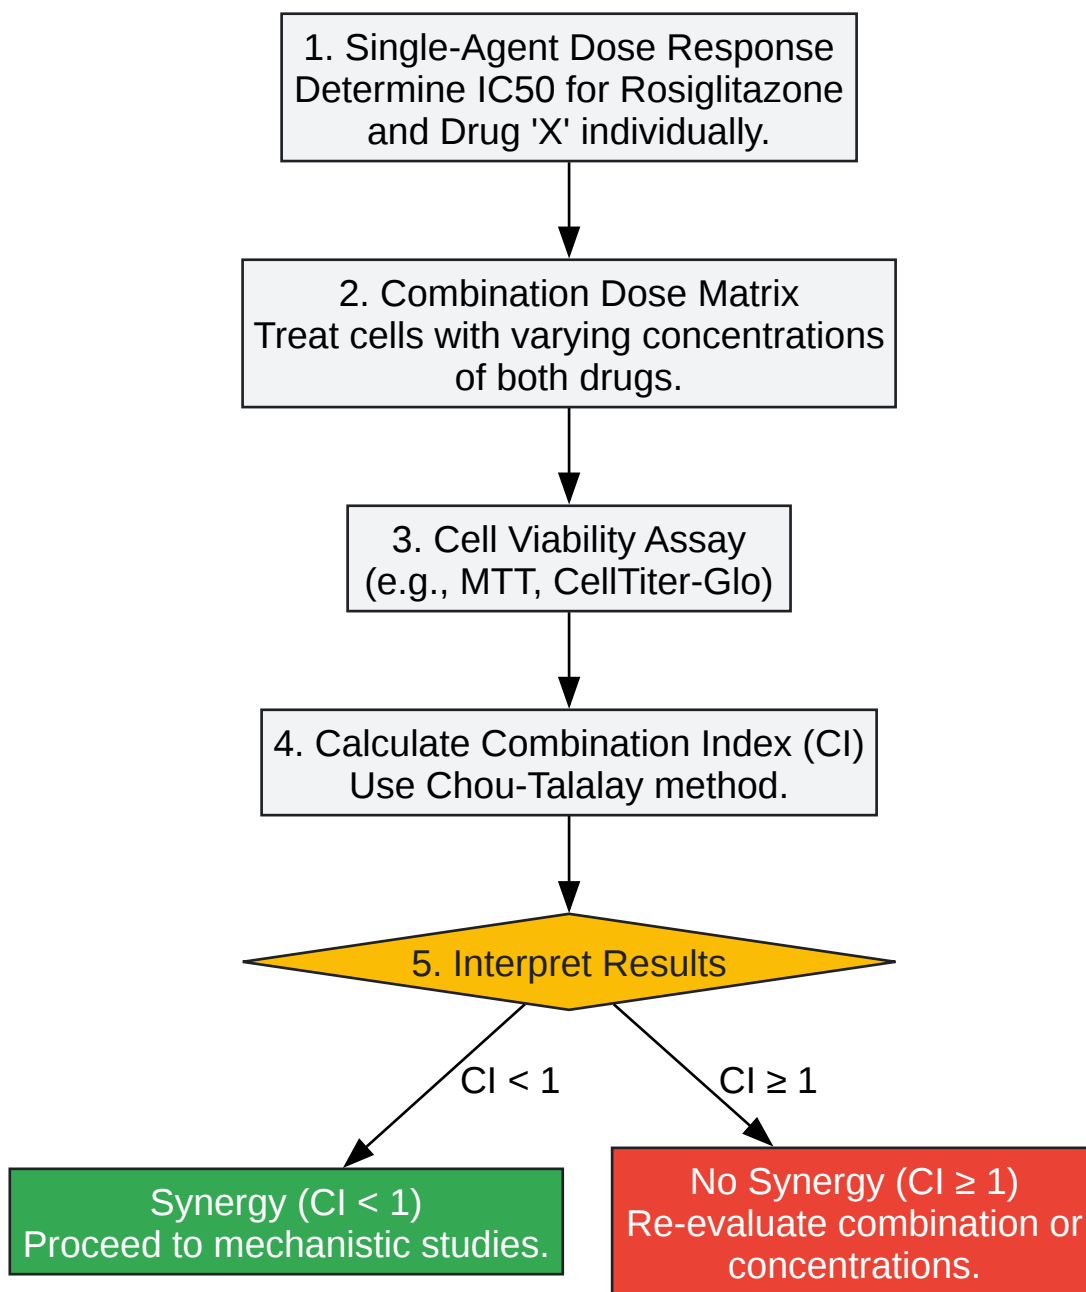 1. Single-Agent Dose Response
Determine IC50 for Rosiglitazone
and Drug 'X' individually.
2. Combination Dose Matrix
Treat cells with varying concentrations
of both drugs.
3. Cell Viability Assay
(e.g., MTT, CellTiter-Glo)
4. Calculate Combination Index (CI)
Use Chou-Talalay method.
5. Interpret Results
CI < 1
CI ≥ 1
Synergy (CI < 1)
Proceed to mechanistic studies.
No Synergy (CI ≥ 1)
Re-evaluate combination or
concentrations.